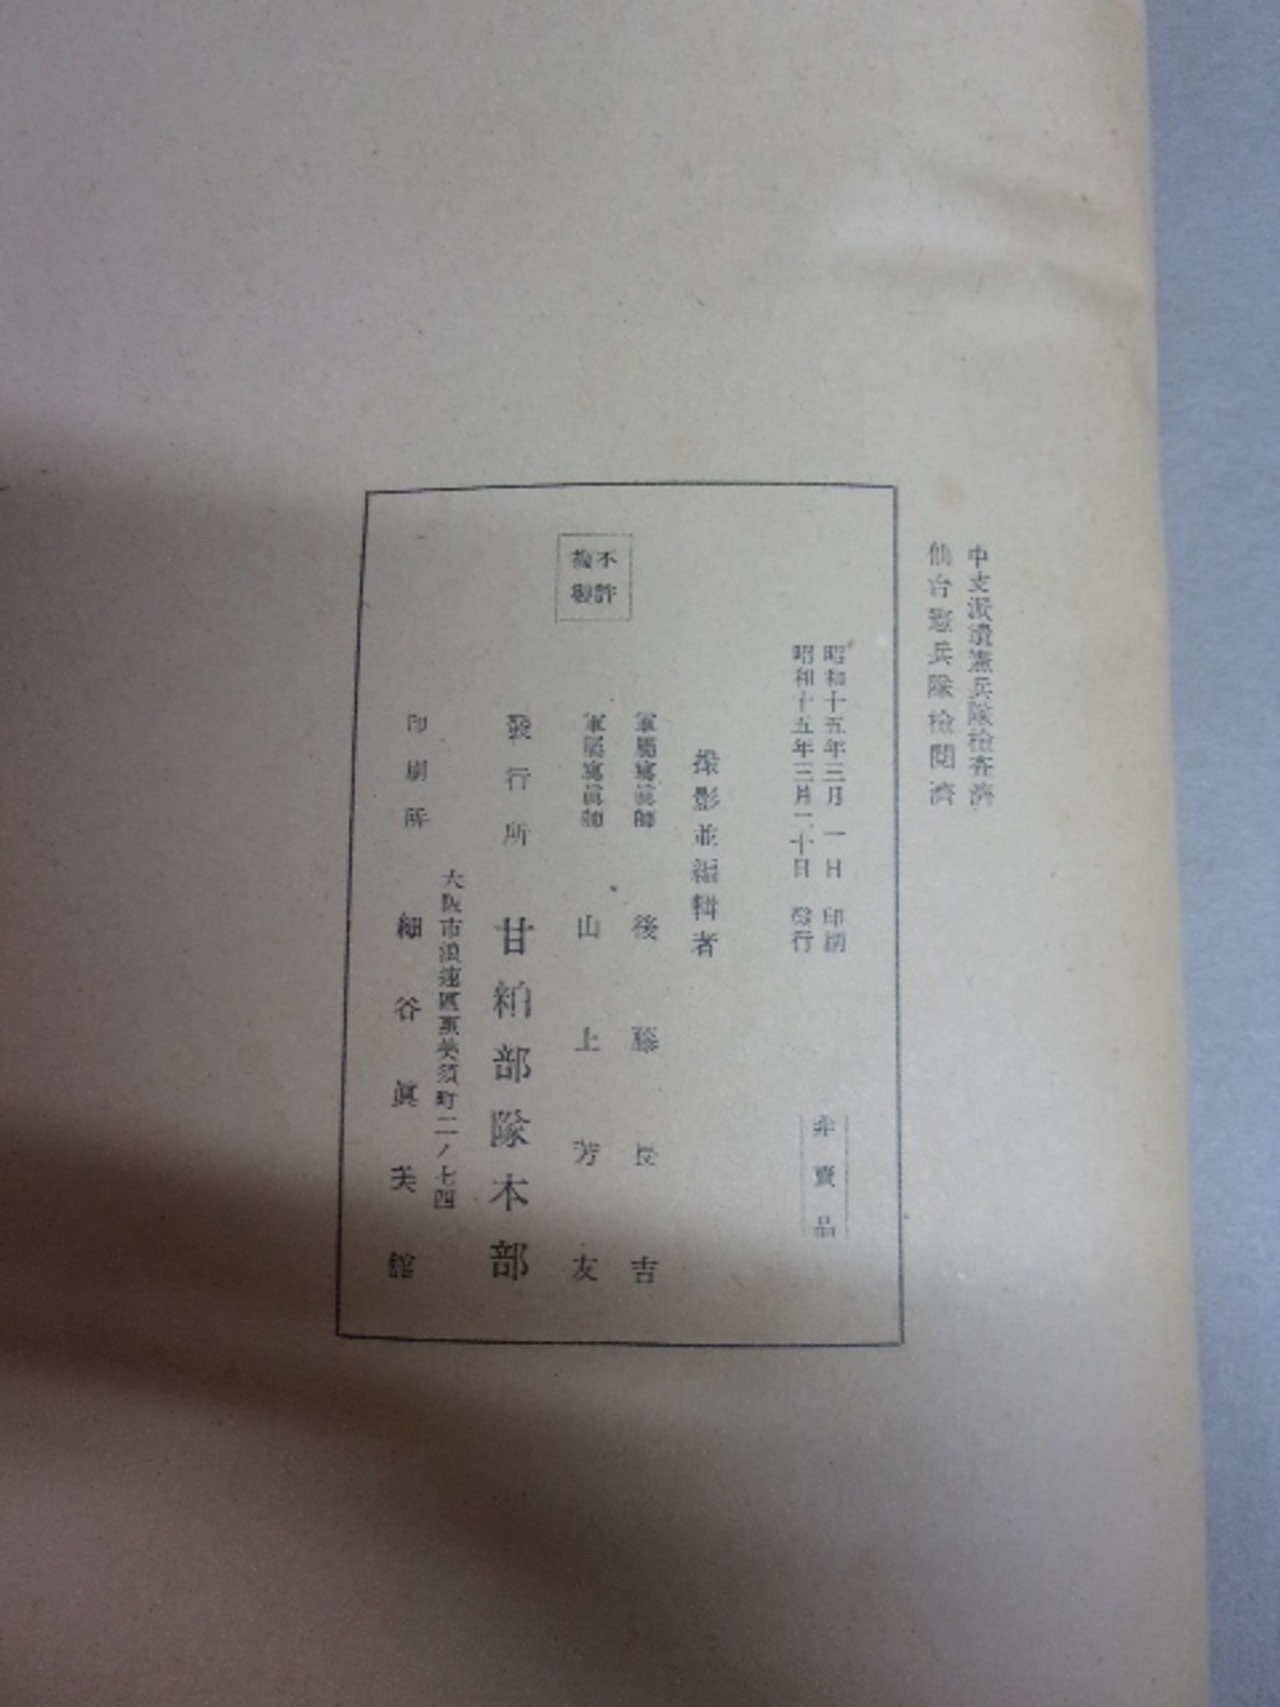 中支派遣憲兵隊檢査濟
仙台憲兵隊檢閲濟
昭和十五年三月一日 印刷
昭和十五年三月二十日 發行
非賣品
撮影並編輯者
軍屬寫眞師 後藤長吉
軍屬寫眞師 山上芳友
不許
複製
發行所 甘粕部隊本部
大阪市浪速區惠美須町二ノ七四
印刷所 細谷眞美館